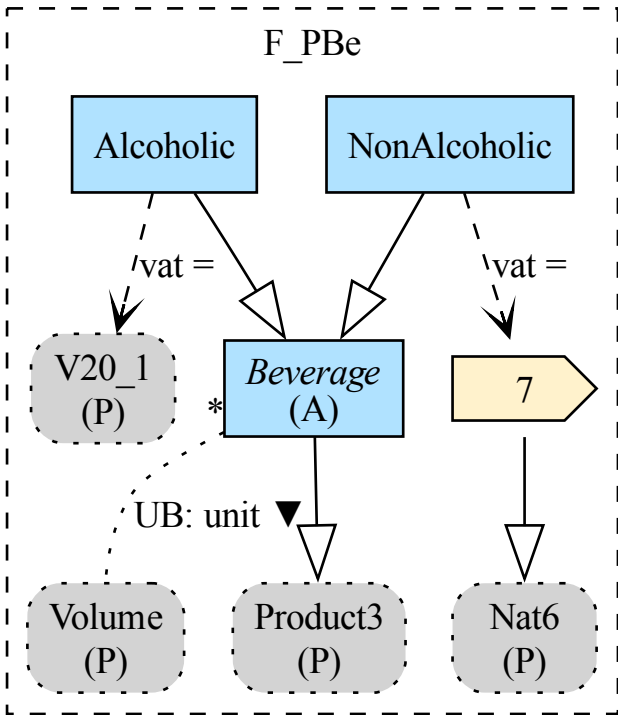 F_PBe
Alcoholic
NonAlcoholic
vat =
vat =
V20_1
(P)
Beverage
(A)
*
7
UB: unit ▼
Volume
(P)
Product3
(P)
Nat6
(P)